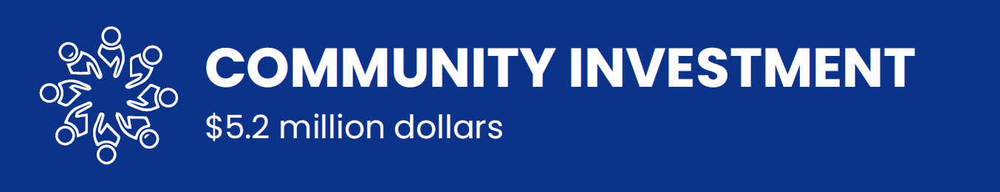 COMMUNITY INVESTMENT
$5.2 million dollars